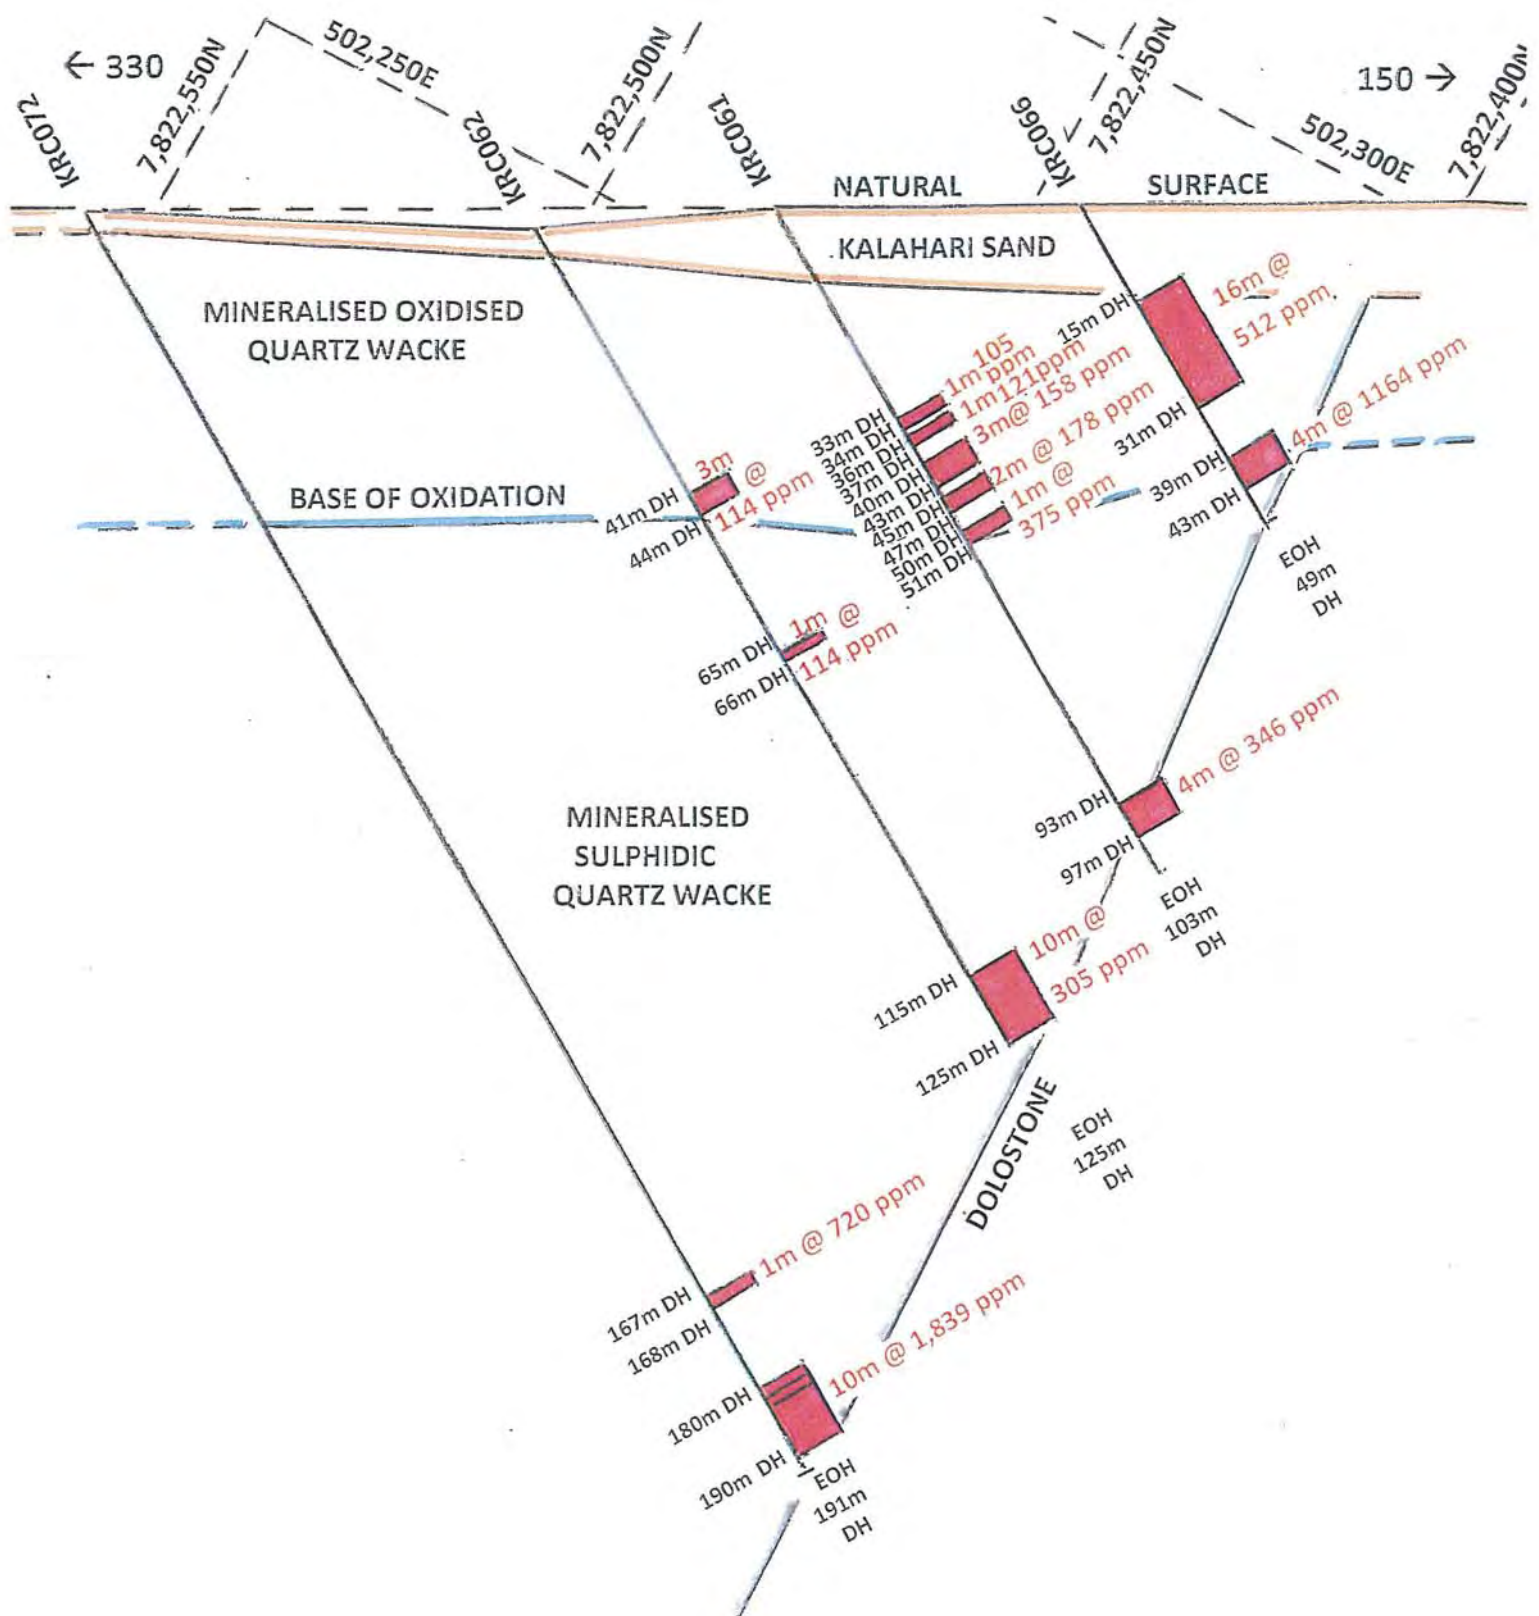 ← 330
150 →
7,822,550N
502,250E
7,822,500N
7,822,450N
502,300E
7,822,400N
KRC072
KRC062
KRC061
KRC066
NATURAL SURFACE
KALAHARI SAND
MINERALISED OXIDISED
QUARTZ WACKE
BASE OF OXIDATION
15m DH
16m @
512 ppm
31m DH
39m DH
4m @ 1164 ppm
43m DH
EOH
49m
DH
105
1m ppm
1m 121ppm
3m@ 158 ppm
2m @ 178 ppm
1m @
375 ppm
33m DH
34m DH
36m DH
37m DH
40m DH
43m DH
45m DH
47m DH
50m DH
51m DH
41m DH
3m @
114 ppm
44m DH
65m DH
1m @
114 ppm
66m DH
MINERALISED
SULPHIDIC
QUARTZ WACKE
93m DH
4m @ 346 ppm
97m DH
EOH
103m
DH
115m DH
10m @
305 ppm
125m DH
EOH
125m
DH
DOLOSTONE
167m DH
1m @ 720 ppm
168m DH
180m DH
10m @ 1,839 ppm
190m DH
EOH
191m
DH